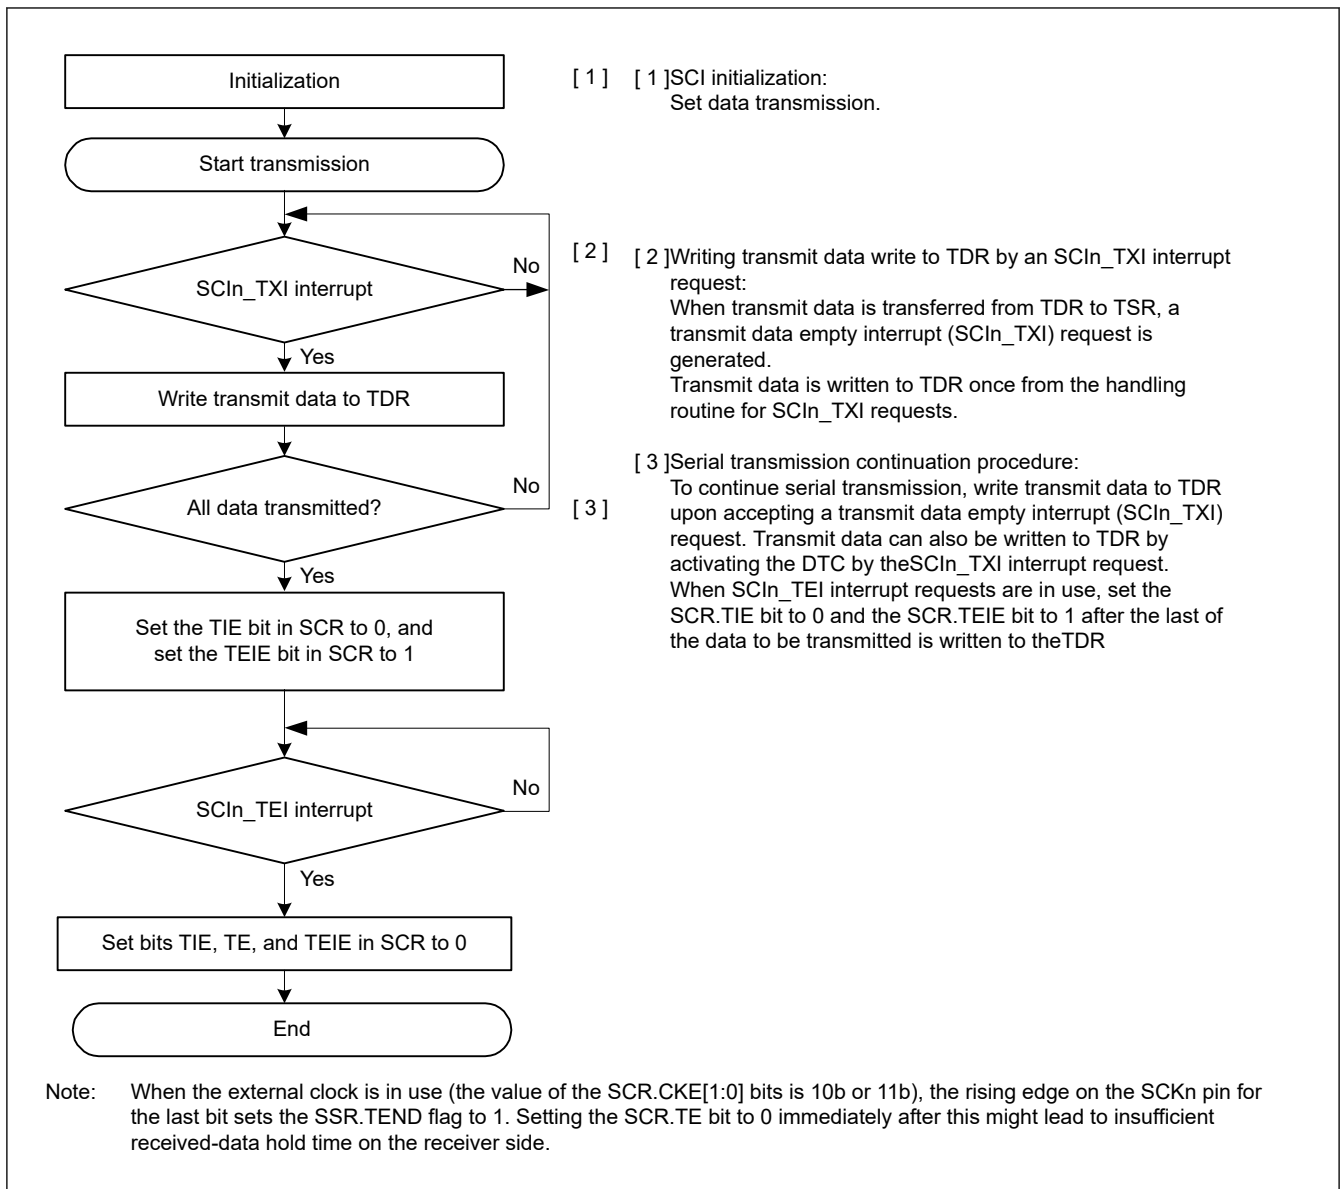 Initialization
[ 1 ]
[ 1 ]SCI initialization:
Set data transmission.
Start transmission
SCIn_TXI interrupt
No
Yes
[ 2 ]
[ 2 ]Writing transmit data write to TDR by an SCIn_TXI interrupt
request:
When transmit data is transferred from TDR to TSR, a
transmit data empty interrupt (SCIn_TXI) request is
generated.
Transmit data is written to TDR once from the handling
routine for SCIn_TXI requests.
Write transmit data to TDR
All data transmitted?
No
Yes
[ 3 ]
[ 3 ]Serial transmission continuation procedure:
To continue serial transmission, write transmit data to TDR
upon accepting a transmit data empty interrupt (SCIn_TXI)
request. Transmit data can also be written to TDR by
activating the DTC by theSCIn_TXI interrupt request.
When SCIn_TEI interrupt requests are in use, set the
SCR.TIE bit to 0 and the SCR.TEIE bit to 1 after the last of
the data to be transmitted is written to theTDR
Set the TIE bit in SCR to 0, and
set the TEIE bit in SCR to 1
SCIn_TEI interrupt
No
Yes
Set bits TIE, TE, and TEIE in SCR to 0
End
Note: When the external clock is in use (the value of the SCR.CKE[1:0] bits is 10b or 11b), the rising edge on the SCKn pin for
the last bit sets the SSR.TEND flag to 1. Setting the SCR.TE bit to 0 immediately after this might lead to insufficient
received-data hold time on the receiver side.